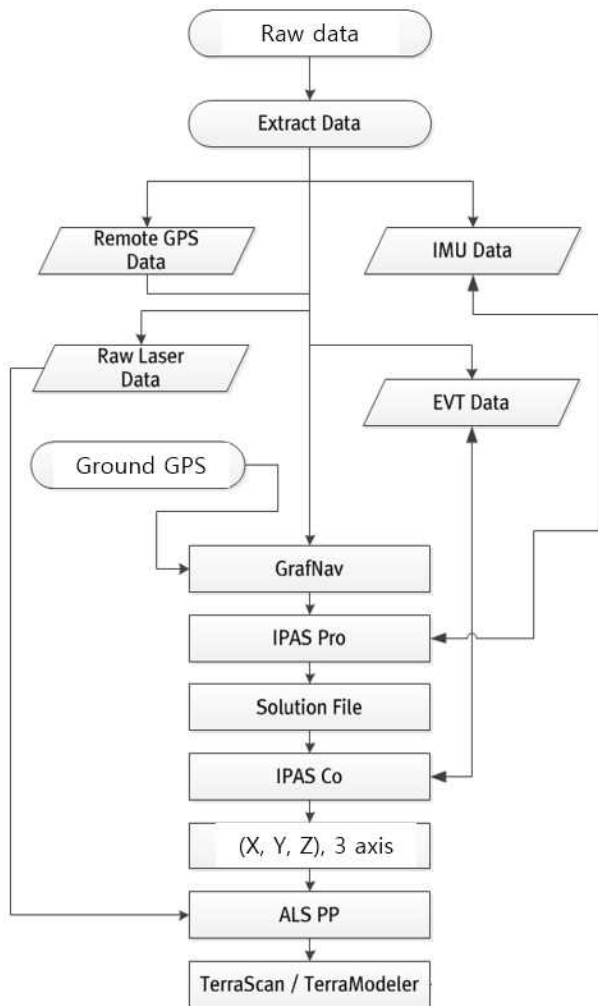 Raw data
Extract Data
Remote GPS
Data
IMU Data
Raw Laser
Data
EVT Data
Ground GPS
GrafNav
IPAS Pro
Solution File
IPAS Co
(X, Y, Z), 3 axis
ALS PP
TerraScan / TerraModeler